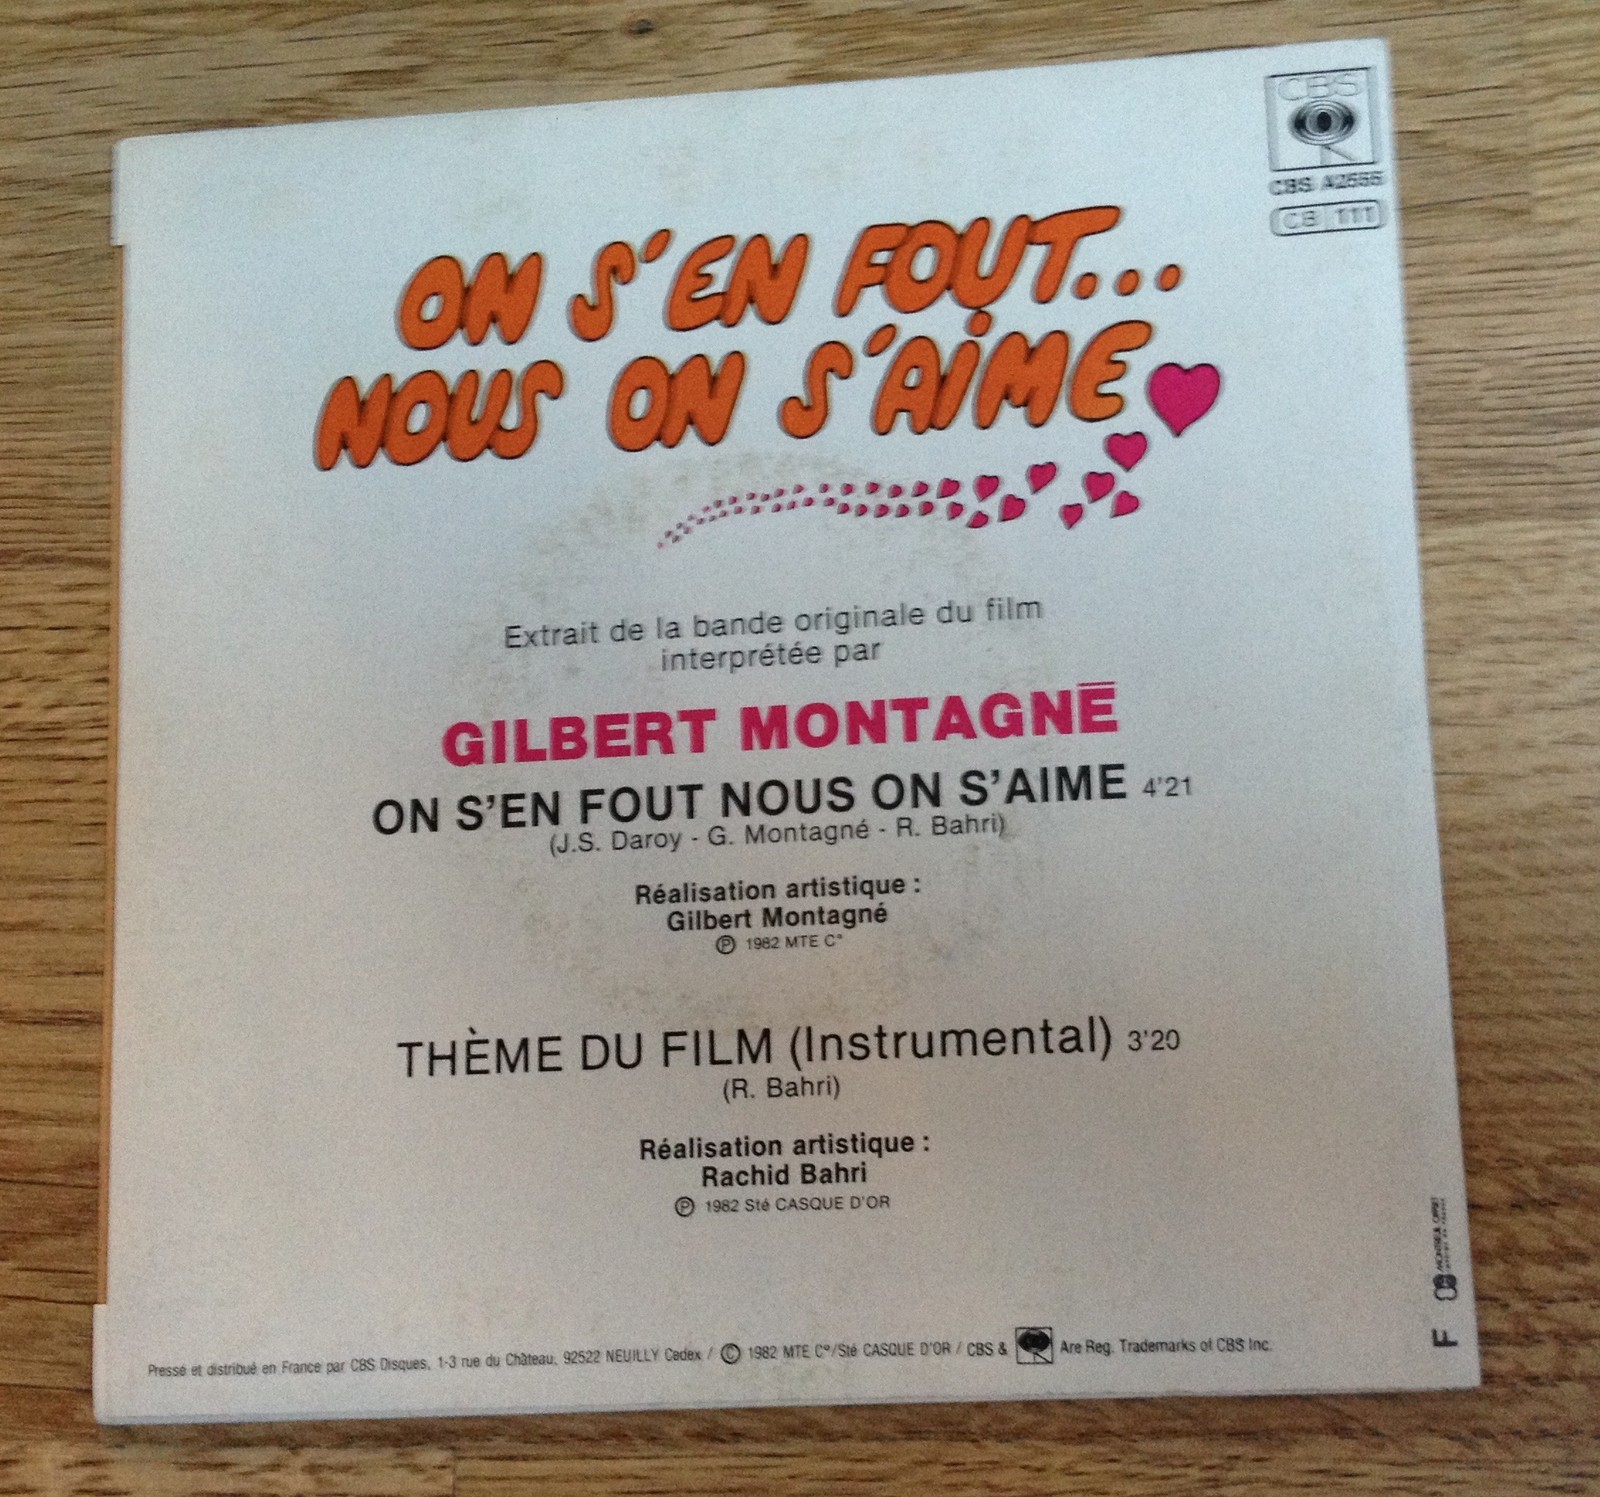 CBS
CBS A2555
CB 111
ON S'EN FOUT...
NOUS ON S'AIME
Extrait de la bande originale du film
interprétée par
GILBERT MONTAGNÉ
ON S'EN FOUT NOUS ON S'AIME 4'21
(J.S. Daroy - G. Montagné - R. Bahri)
Réalisation artistique :
Gilbert Montagné
Ⓟ 1982 MTE C°
THÈME DU FILM (Instrumental) 3'20
(R. Bahri)
Réalisation artistique :
Rachid Bahri
Ⓟ 1982 Sté CASQUE D'OR
Pressé et distribué en France par CBS Disques, 1-3 rue du Château, 92522 NEUILLY Cedex / © 1982 MTE C°/Sté CASQUE D'OR / CBS & Are Reg. Trademarks of CBS Inc.
F